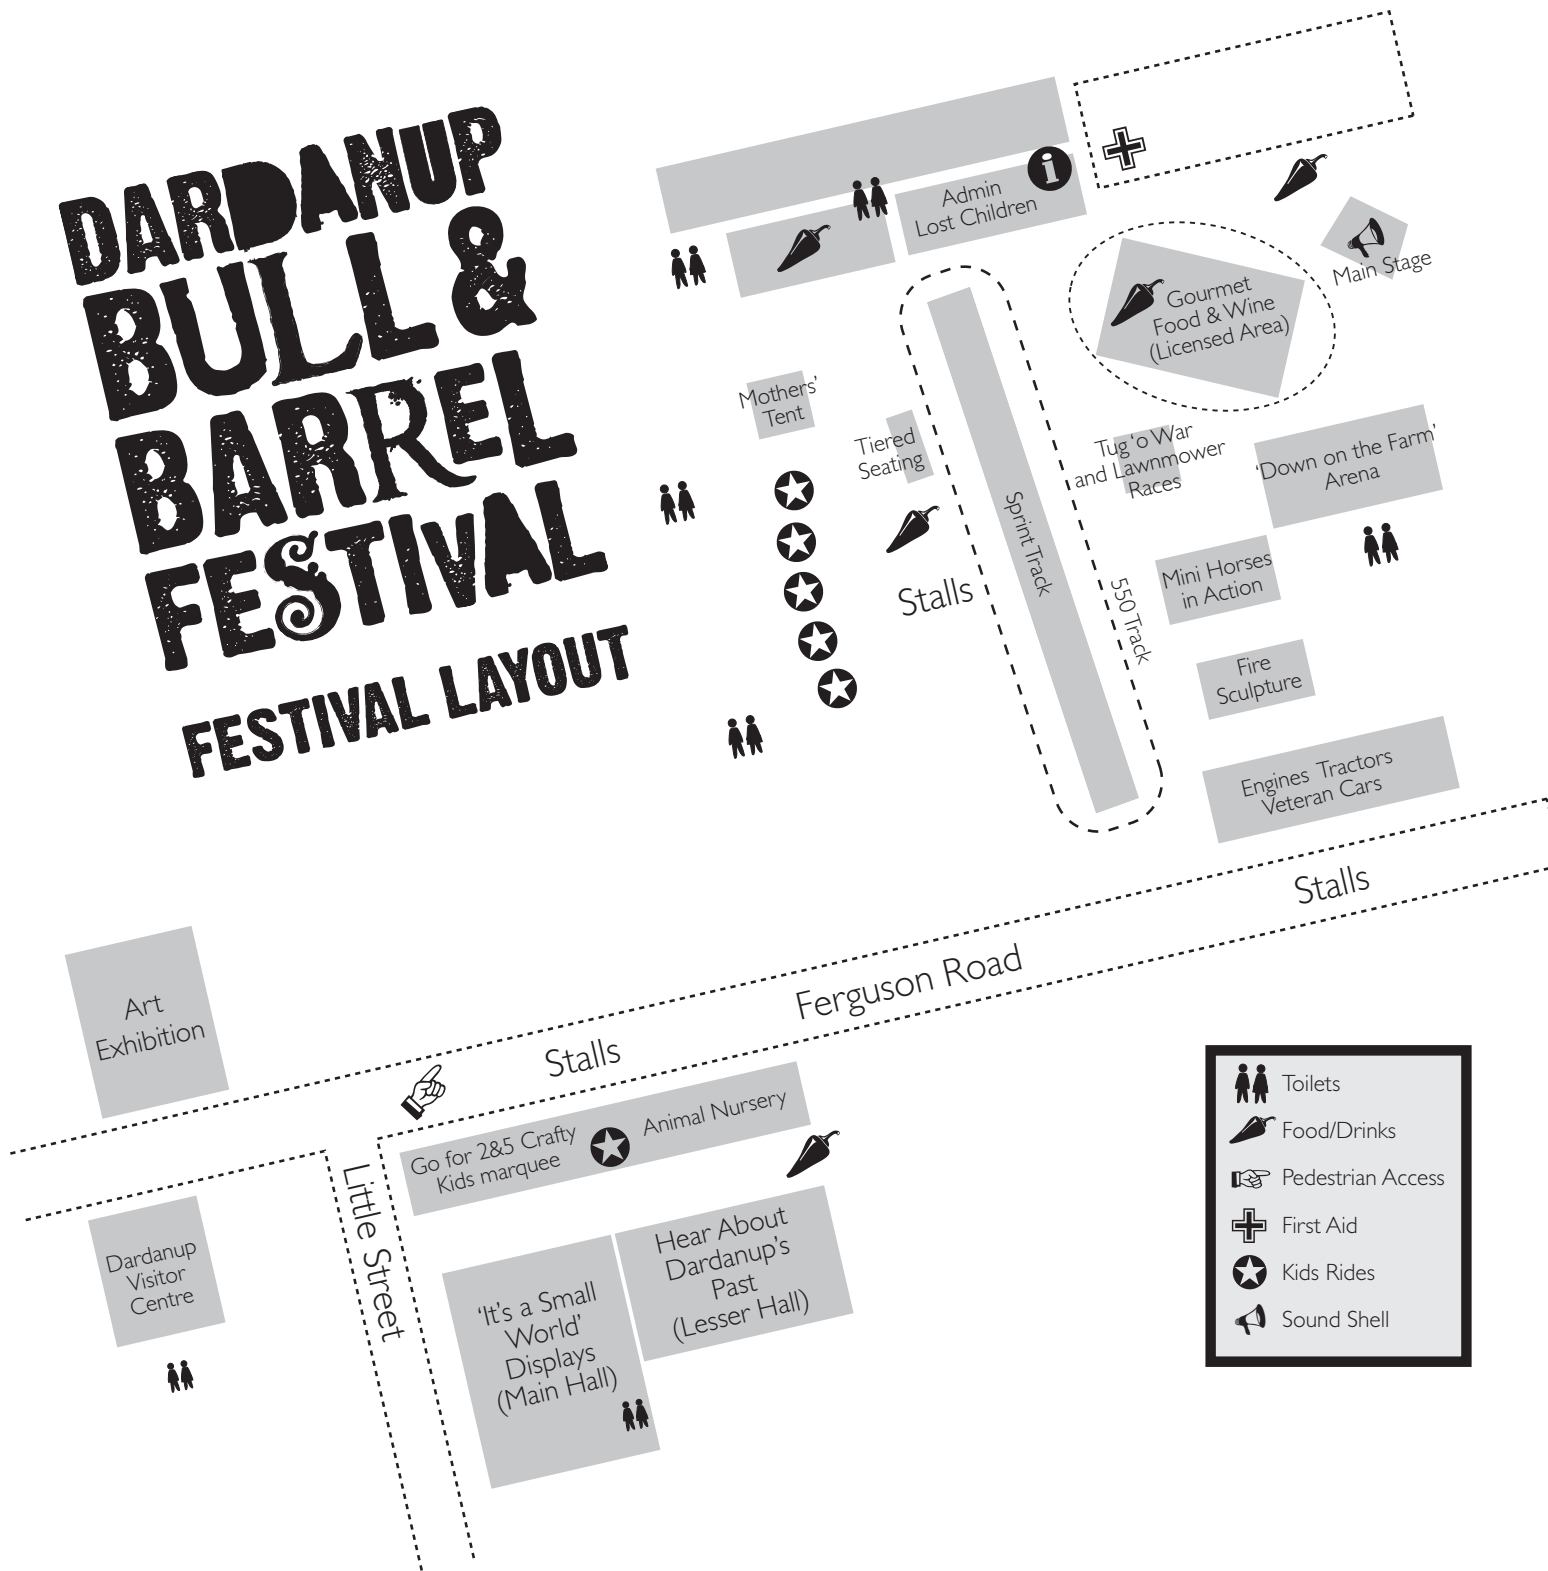 DARDANUP
BULL &
BARREL
FESTIVAL
FESTIVAL LAYOUT
i
Admin
Lost Children
Main Stage
Gourmet
Food & Wine
(Licensed Area)
Mothers'
Tent
Tiered
Seating
Tug 'o War
and Lawnmower
Races
'Down on the Farm'
Arena
Sprint Track
550 Track
Stalls
Mini Horses
in Action
Fire
Sculpture
Engines Tractors
Veteran Cars
Stalls
Ferguson Road
Stalls
Art
Exhibition
Go for 2&5 Crafty
Kids marquee
Animal Nursery
Little Street
Dardanup
Visitor
Centre
'It's a Small
World'
Displays
(Main Hall)
Hear About
Dardanup's
Past
(Lesser Hall)
Toilets
Food/Drinks
Pedestrian Access
First Aid
Kids Rides
Sound Shell